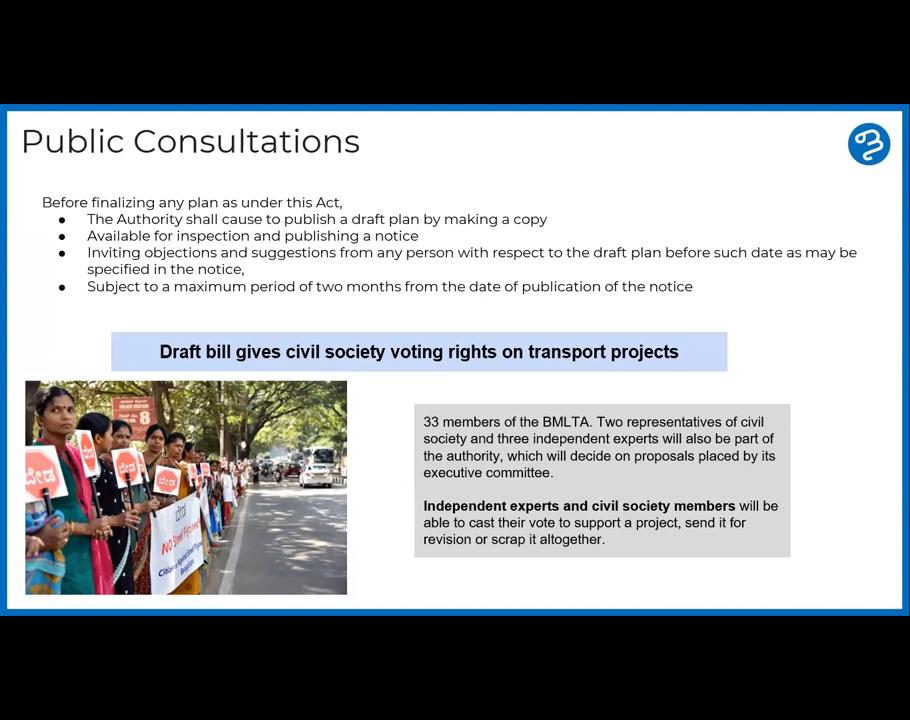 Public Consultations
Before finalizing any plan as under this Act,
● The Authority shall cause to publish a draft plan by making a copy
● Available for inspection and publishing a notice
● Inviting objections and suggestions from any person with respect to the draft plan before such date as may be
specified in the notice,
● Subject to a maximum period of two months from the date of publication of the notice
Draft bill gives civil society voting rights on transport projects
8
ಬೇಡ
ಬೇಡ
ಬೇಡ
ಬೇಡ
NO Steel Flyover
33 members of the BMLTA. Two representatives of civil
society and three independent experts will also be part of
the authority, which will decide on proposals placed by its
executive committee.
Independent experts and civil society members will be
able to cast their vote to support a project, send it for
revision or scrap it altogether.